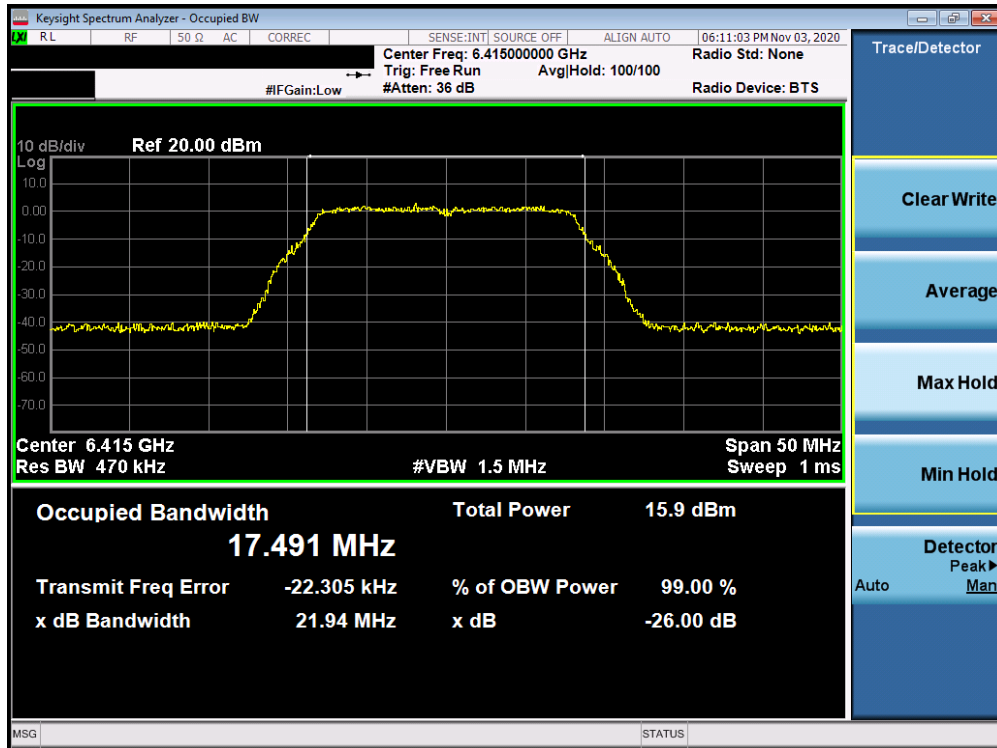 Keysight Spectrum Analyzer - Occupied BW
LXI RL RF 50 Ω AC CORREC SENSE:INT SOURCE OFF ALIGN AUTO 06:11:03 PM Nov 03, 2020
Center Freq: 6.415000000 GHz Radio Std: None
Trig: Free Run Avg|Hold: 100/100
#IFGain:Low #Atten: 36 dB Radio Device: BTS
Trace/Detector
10 dB/div Ref 20.00 dBm
Log
10.0
0.00
-10.0
-20.0
-30.0
-40.0
-50.0
-60.0
-70.0
Center 6.415 GHz Span 50 MHz
Res BW 470 kHz #VBW 1.5 MHz Sweep 1 ms
Occupied Bandwidth Total Power 15.9 dBm
17.491 MHz
Transmit Freq Error -22.305 kHz % of OBW Power 99.00 %
x dB Bandwidth 21.94 MHz x dB -26.00 dB
Clear Write
Average
Max Hold
Min Hold
Detector
Peak▶
Auto Man
MSG STATUS